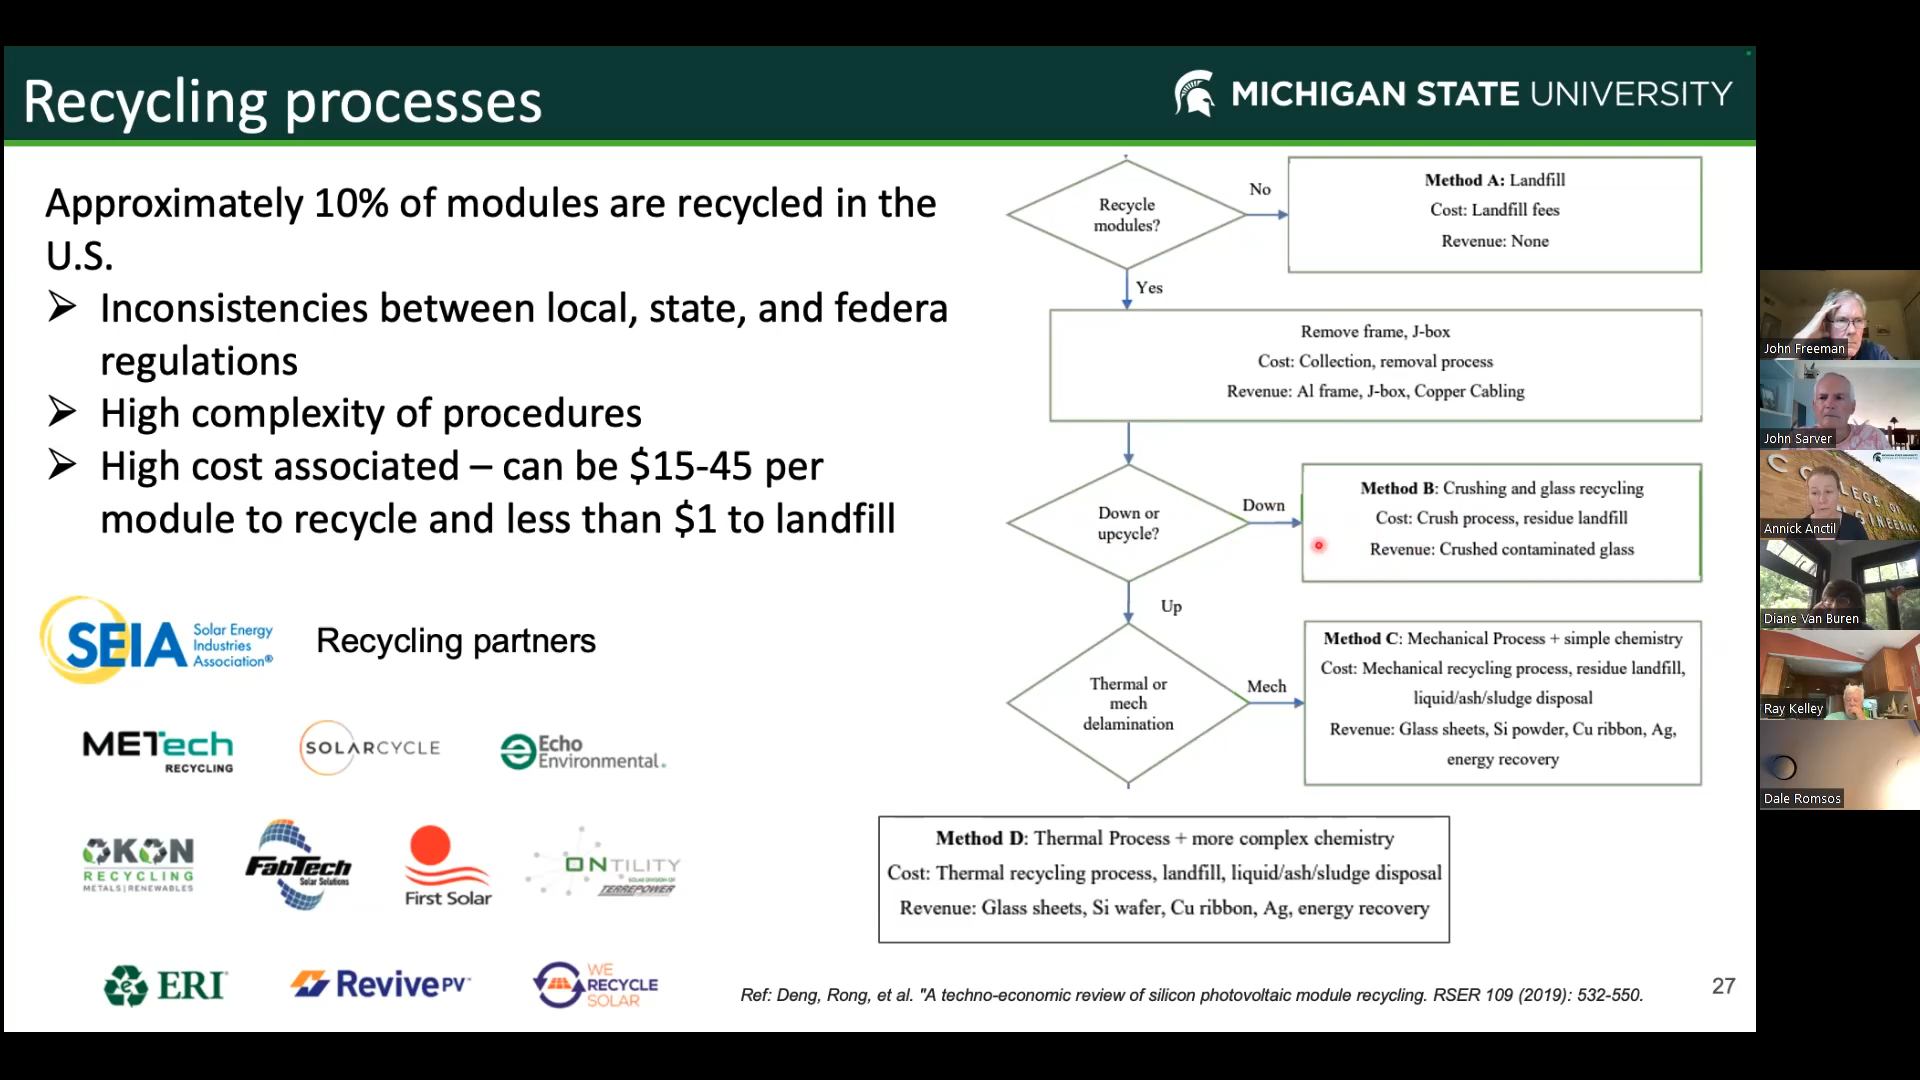 Recycling processes
MICHIGAN STATE UNIVERSITY
Approximately 10% of modules are recycled in the
U.S.
➢ Inconsistencies between local, state, and federa
regulations
➢ High complexity of procedures
➢ High cost associated – can be $15-45 per
module to recycle and less than $1 to landfill
SEIA Solar Energy
Industries
Association®
Recycling partners
METech
RECYCLING
SOLARCYCLE
Echo
Environmental.
OKON
RECYCLING
METALS | RENEWABLES
FabTech
Solar Solutions
First Solar
ONTILITY
SOLAR DIVISION OF
TERREPOWER
ERI
Revive PV
WE
RECYCLE
SOLAR
Recycle
modules?
No
Method A: Landfill
Cost: Landfill fees
Revenue: None
Yes
Remove frame, J-box
Cost: Collection, removal process
Revenue: Al frame, J-box, Copper Cabling
Down or
upcycle?
Down
Method B: Crushing and glass recycling
Cost: Crush process, residue landfill
Revenue: Crushed contaminated glass
Up
Thermal or
mech
delamination
Mech
Method C: Mechanical Process + simple chemistry
Cost: Mechanical recycling process, residue landfill,
liquid/ash/sludge disposal
Revenue: Glass sheets, Si powder, Cu ribbon, Ag,
energy recovery
Method D: Thermal Process + more complex chemistry
Cost: Thermal recycling process, landfill, liquid/ash/sludge disposal
Revenue: Glass sheets, Si wafer, Cu ribbon, Ag, energy recovery
Ref: Deng, Rong, et al. "A techno-economic review of silicon photovoltaic module recycling. RSER 109 (2019): 532-550.
27
John Freeman
John Sarver
Annick Anctil
Diane Van Buren
Ray Kelley
Dale Romsos